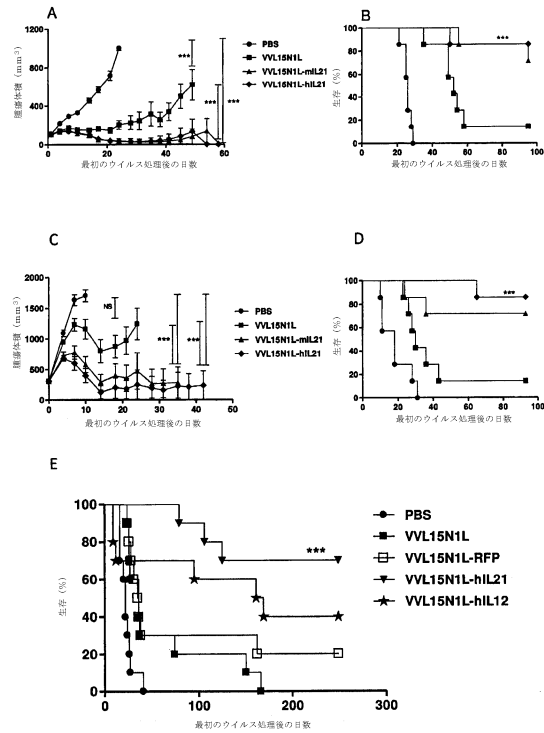 A
腫瘍体積 (mm³)
1200
800
400
0
0 10 20 30 40 50 60
最初のウイルス処理後の日数
PBS
VVL15N1L
VVL15N1L-mIL21
VVL15N1L-hIL21
***
***
***
B
生存 (%)
100
80
60
40
20
0
0 20 40 60 80 100
最初のウイルス処理後の日数
***
C
腫瘍体積 (mm³)
2000
1500
1000
500
0
0 10 20 30 40 50
最初のウイルス処理後の日数
PBS
VVL15N1L
VVL15N1L-mIL21
VVL15N1L-hIL21
NS
***
***
D
生存 (%)
100
80
60
40
20
0
0 20 40 60 80 100
最初のウイルス処理後の日数
***
E
生存 (%)
100
80
60
40
20
0
0 100 200 300
最初のウイルス処理後の日数
PBS
VVL15N1L
VVL15N1L-RFP
VVL15N1L-hIL21
VVL15N1L-hIL12
***